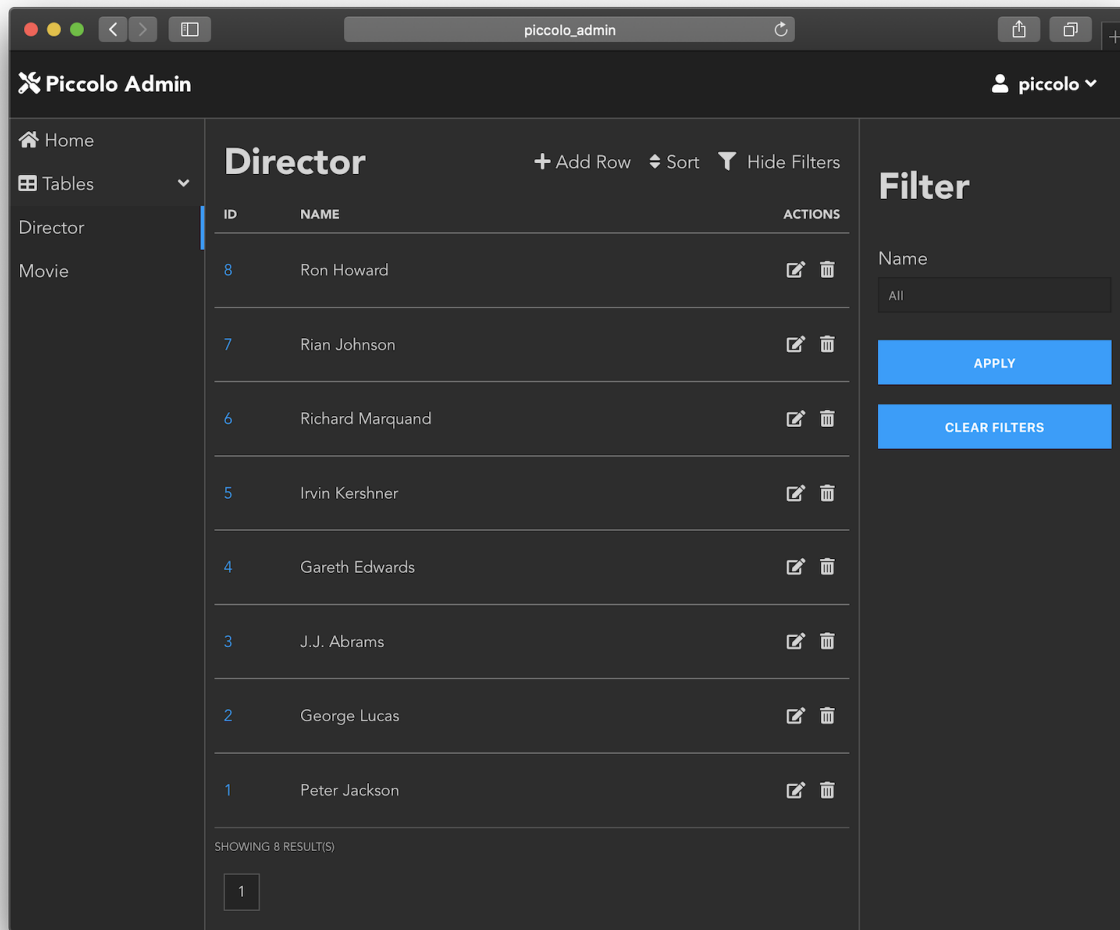 piccolo_admin
Piccolo Admin
piccolo
Home
Tables
Director
Movie
Director
Add Row
Sort
Hide Filters
ID NAME ACTIONS
8 Ron Howard
7 Rian Johnson
6 Richard Marquand
5 Irvin Kershner
4 Gareth Edwards
3 J.J. Abrams
2 George Lucas
1 Peter Jackson
SHOWING 8 RESULT(S)
1
Filter
Name
All
APPLY
CLEAR FILTERS